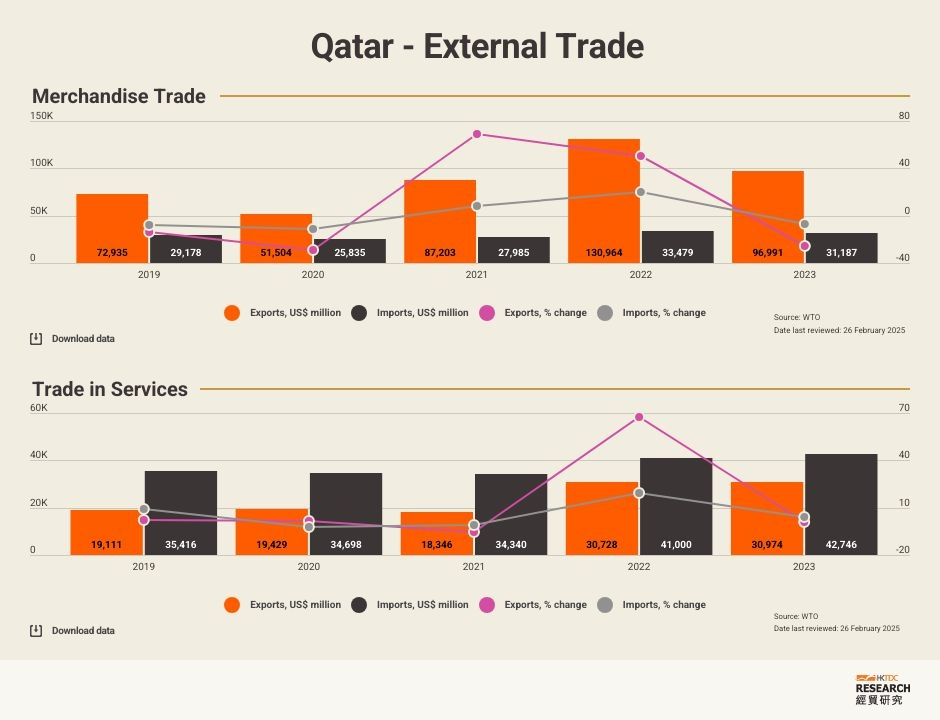 Qatar - External Trade
Merchandise Trade
150K 80
100K 40
50K 0
0 -40
72,935 29,178 51,504 25,835 87,203 27,985 130,964 33,479 96,991 31,187
2019 2020 2021 2022 2023
Exports, US$ million Imports, US$ million Exports, % change Imports, % change
Source: WTO
Date last reviewed: 26 February 2025
Download data
Trade in Services
60K 70
40K 40
20K 10
0 -20
19,111 35,416 19,429 34,698 18,346 34,340 30,728 41,000 30,974 42,746
2019 2020 2021 2022 2023
Exports, US$ million Imports, US$ million Exports, % change Imports, % change
Source: WTO
Date last reviewed: 26 February 2025
Download data
HKTDC
RESEARCH
經貿研究